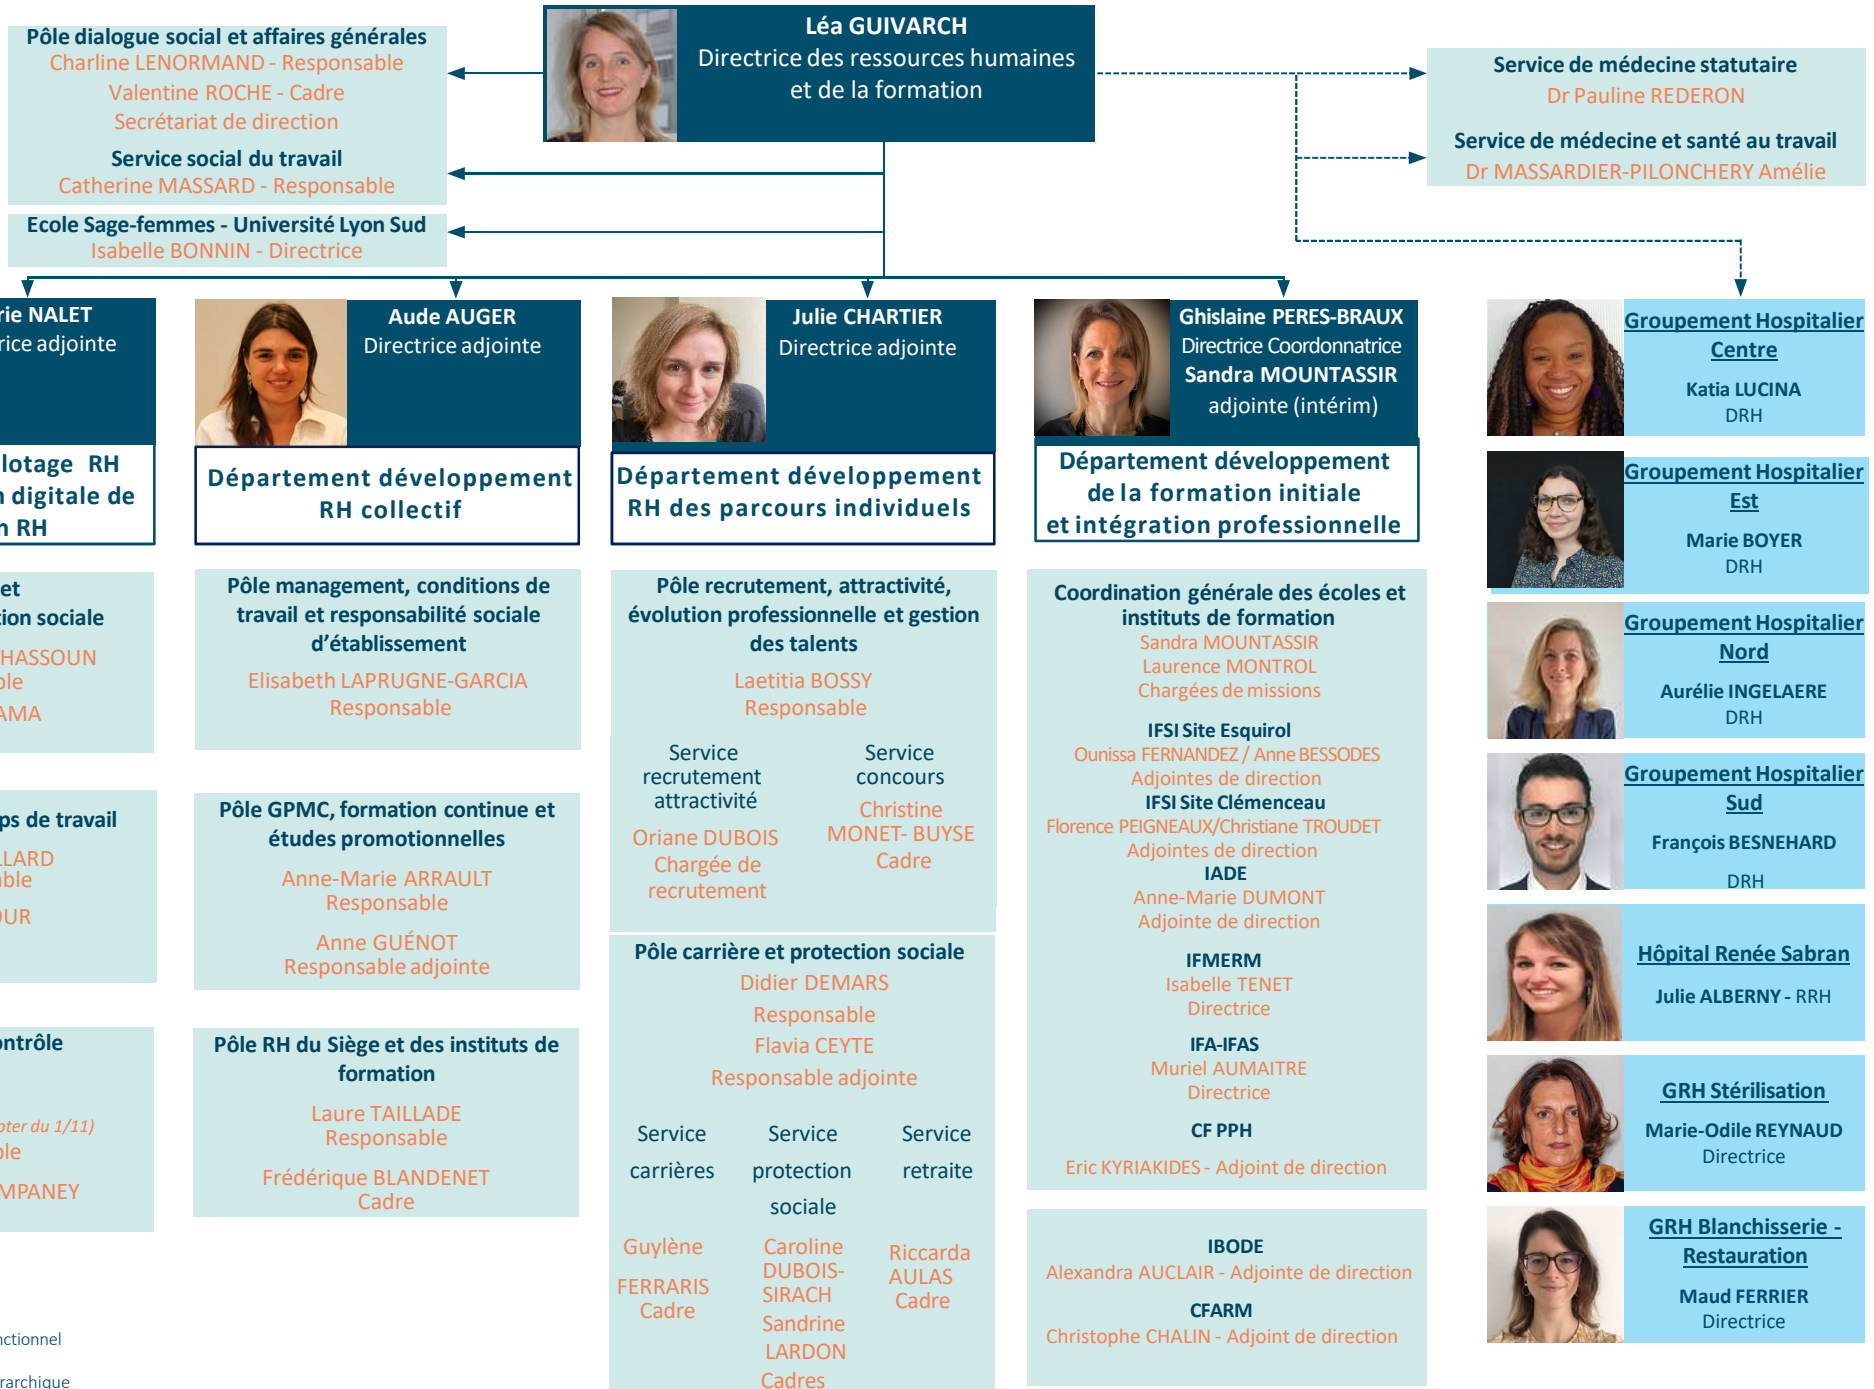 Léa GUIVARCH
Directrice des ressources humaines
et de la formation
Pôle dialogue social et affaires générales
Charline LENORMAND - Responsable
Valentine ROCHE - Cadre
Secrétariat de direction
Service social du travail
Catherine MASSARD - Responsable
Ecole Sage-femmes - Université Lyon Sud
Isabelle BONNIN - Directrice
Service de médecine statutaire
Dr Pauline REDERON
Service de médecine et santé au travail
Dr MASSARDIER-PILONCHERY Amélie
rie NALET
rice adjointe
lotage RH
n digitale de
n RH
et
tion sociale
HASSOUN
ble
AMA
ps de travail
LLARD
able
OUR
ontrôle
pter du 1/11)
ble
MPANEY
nctionnel
rarchique
Aude AUGER
Directrice adjointe
Département développement
RH collectif
Pôle management, conditions de
travail et responsabilité sociale
d'établissement
Elisabeth LAPRUGNE-GARCIA
Responsable
Pôle GPMC, formation continue et
études promotionnelles
Anne-Marie ARRAULT
Responsable
Anne GUÉNOT
Responsable adjointe
Pôle RH du Siège et des instituts de
formation
Laure TAILLADE
Responsable
Frédérique BLANDENET
Cadre
Julie CHARTIER
Directrice adjointe
Département développement
RH des parcours individuels
Pôle recrutement, attractivité,
évolution professionnelle et gestion
des talents
Laetitia BOSSY
Responsable
Service
recrutement
attractivité
Oriane DUBOIS
Chargée de
recrutement
Service
concours
Christine
MONET- BUYSE
Cadre
Pôle carrière et protection sociale
Didier DEMARS
Responsable
Flavia CEYTE
Responsable adjointe
Service
carrières
Guylène
FERRARIS
Cadre
Service
protection
sociale
Caroline
DUBOIS-
SIRACH
Sandrine
LARDON
Cadres
Service
retraite
Riccarda
AULAS
Cadre
Ghislaine PERES-BRAUX
Directrice Coordonnatrice
Sandra MOUNTASSIR
adjointe (intérim)
Département développement
de la formation initiale
et intégration professionnelle
Coordination générale des écoles et
instituts de formation
Sandra MOUNTASSIR
Laurence MONTROL
Chargées de missions
IFSI Site Esquirol
Ounissa FERNANDEZ / Anne BESSODES
Adjointes de direction
IFSI Site Clémenceau
Florence PEIGNEAUX/Christiane TROUDET
Adjointes de direction
IADE
Anne-Marie DUMONT
Adjointe de direction
IFMERM
Isabelle TENET
Directrice
IFA-IFAS
Muriel AUMAITRE
Directrice
CF PPH
Eric KYRIAKIDES - Adjoint de direction
IBODE
Alexandra AUCLAIR - Adjointe de direction
CFARM
Christophe CHALIN - Adjoint de direction
Groupement Hospitalier
Centre
Katia LUCINA
DRH
Groupement Hospitalier
Est
Marie BOYER
DRH
Groupement Hospitalier
Nord
Aurélie INGELAERE
DRH
Groupement Hospitalier
Sud
François BESNEHARD
DRH
Hôpital Renée Sabran
Julie ALBERNY - RRH
GRH Stérilisation
Marie-Odile REYNAUD
Directrice
GRH Blanchisserie -
Restauration
Maud FERRIER
Directrice